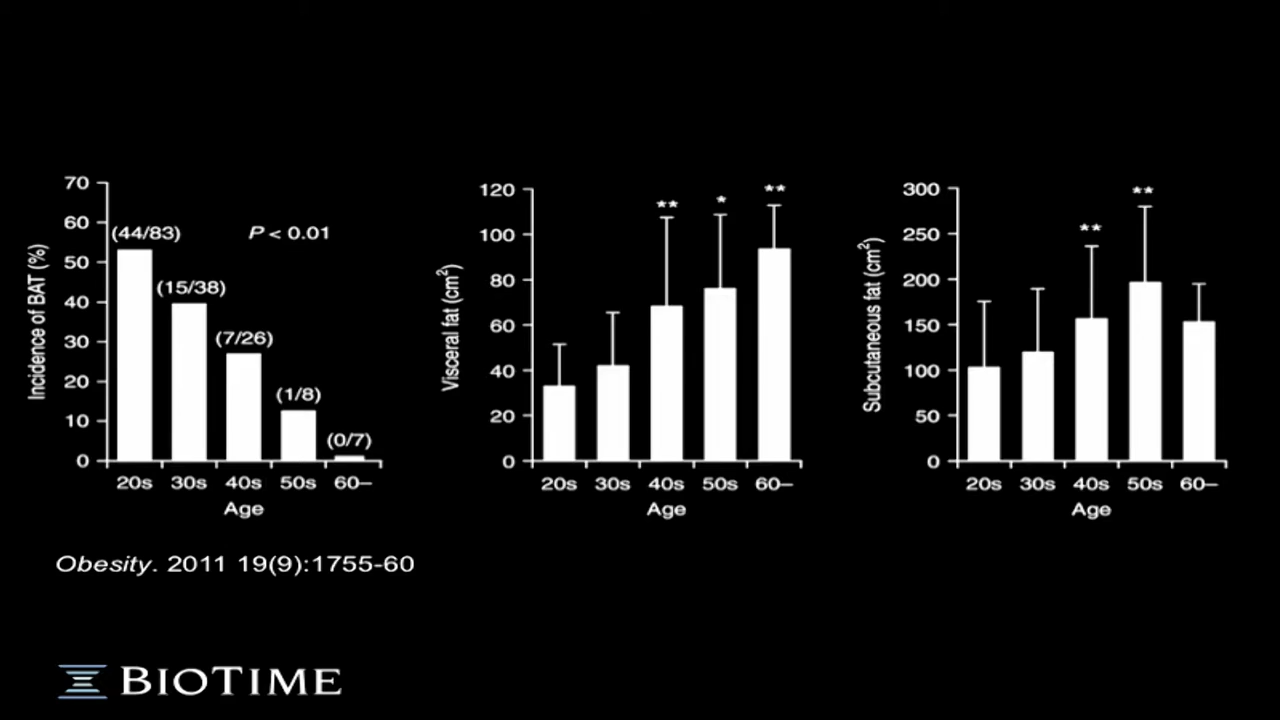 70
60
50
40
30
20
10
0
Incidence of BAT (%)
(44/83)
P < 0.01
(15/38)
(7/26)
(1/8)
(0/7)
20s 30s 40s 50s 60–
Age
120
100
80
60
40
20
0
Visceral fat (cm²)
** * **
20s 30s 40s 50s 60–
Age
300
250
200
150
100
50
0
Subcutaneous fat (cm²)
** **
20s 30s 40s 50s 60–
Age
Obesity. 2011 19(9):1755-60
BIOTIME